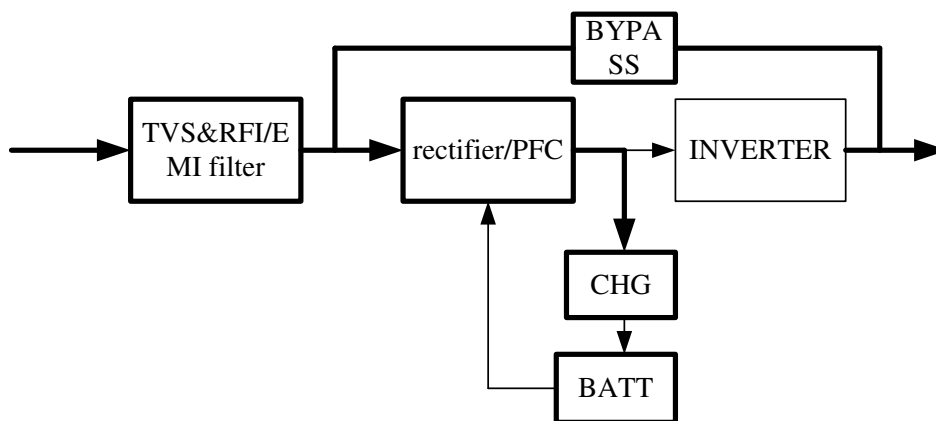 BYPA
SS
TVS&RFI/E
MI filter
rectifier/PFC
INVERTER
CHG
BATT